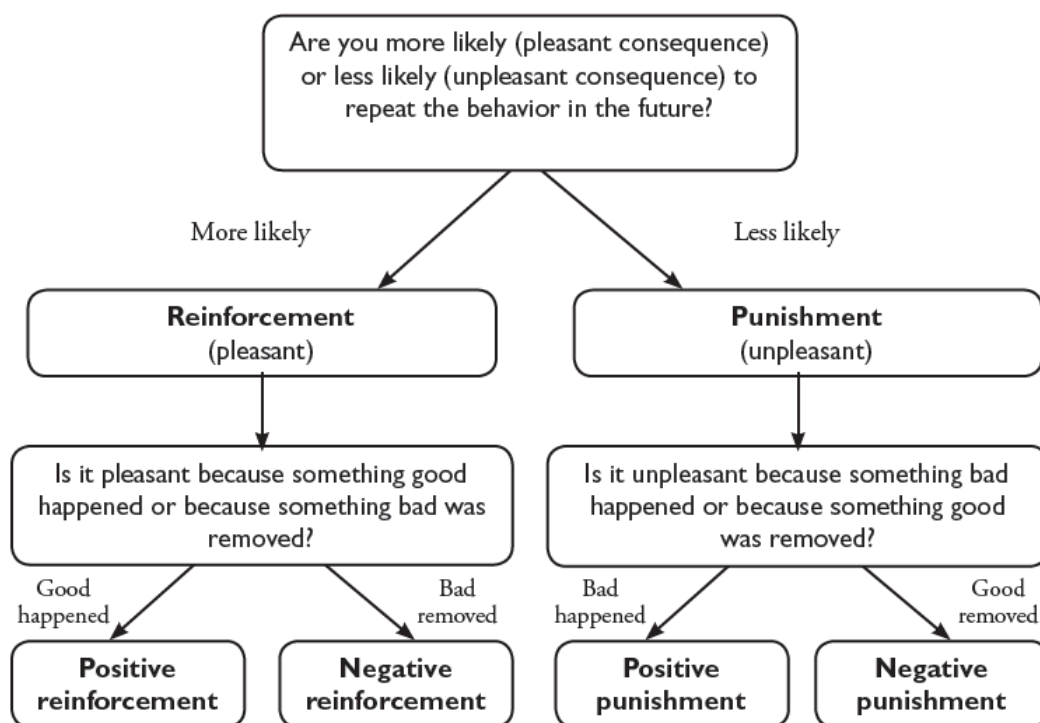 Are you more likely (pleasant consequence)
or less likely (unpleasant consequence) to
repeat the behavior in the future?
More likely
Less likely
Reinforcement
(pleasant)
Punishment
(unpleasant)
Is it pleasant because something good
happened or because something bad was
removed?
Is it unpleasant because something bad
happened or because something good
was removed?
Good
happened
Bad
removed
Bad
happened
Good
removed
Positive
reinforcement
Negative
reinforcement
Positive
punishment
Negative
punishment